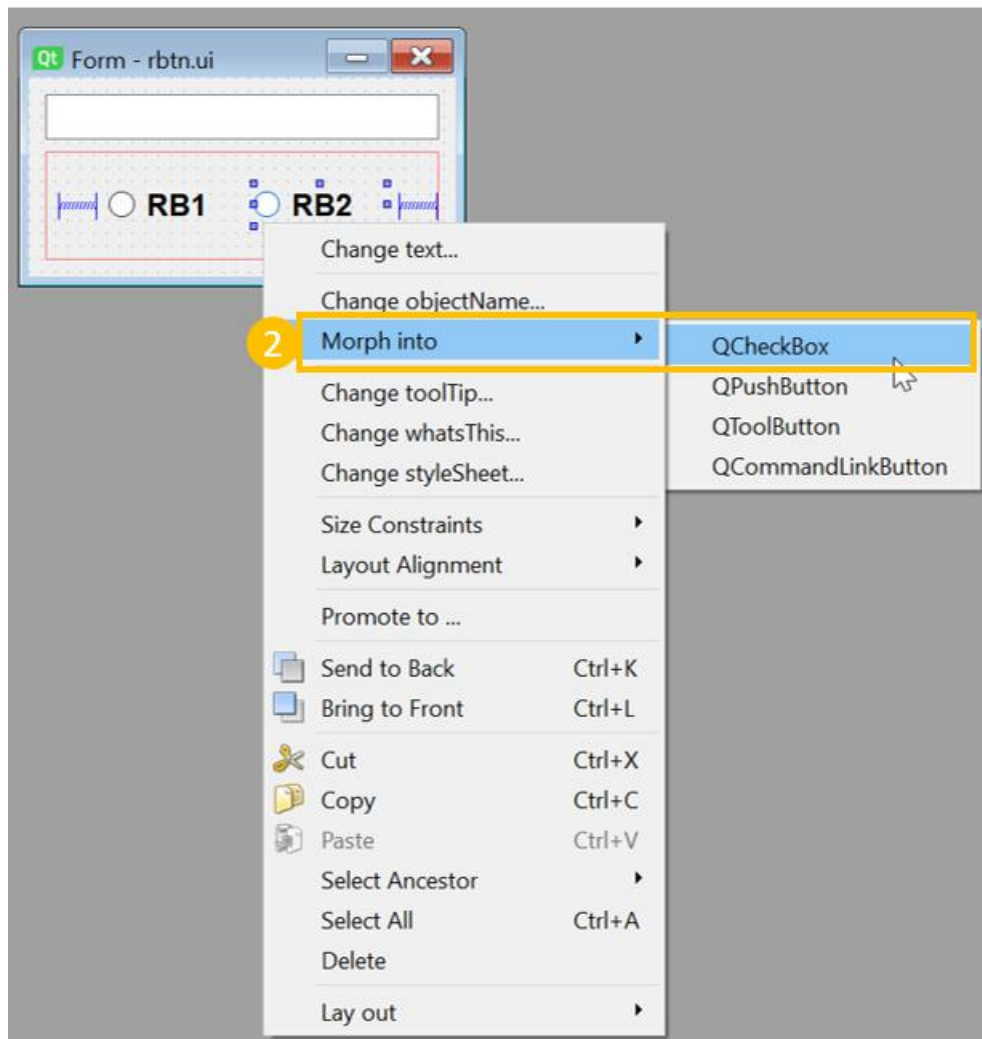 Qt Form - rbtn.ui
RB1 RB2
Change text...
Change objectName...
2 Morph into
QCheckBox
Change toolTip...
QPushButton
Change whatsThis...
QToolButton
Change styleSheet...
QCommandLinkButton
Size Constraints
Layout Alignment
Promote to ...
Send to Back Ctrl+K
Bring to Front Ctrl+L
Cut Ctrl+X
Copy Ctrl+C
Paste Ctrl+V
Select Ancestor
Select All Ctrl+A
Delete
Lay out